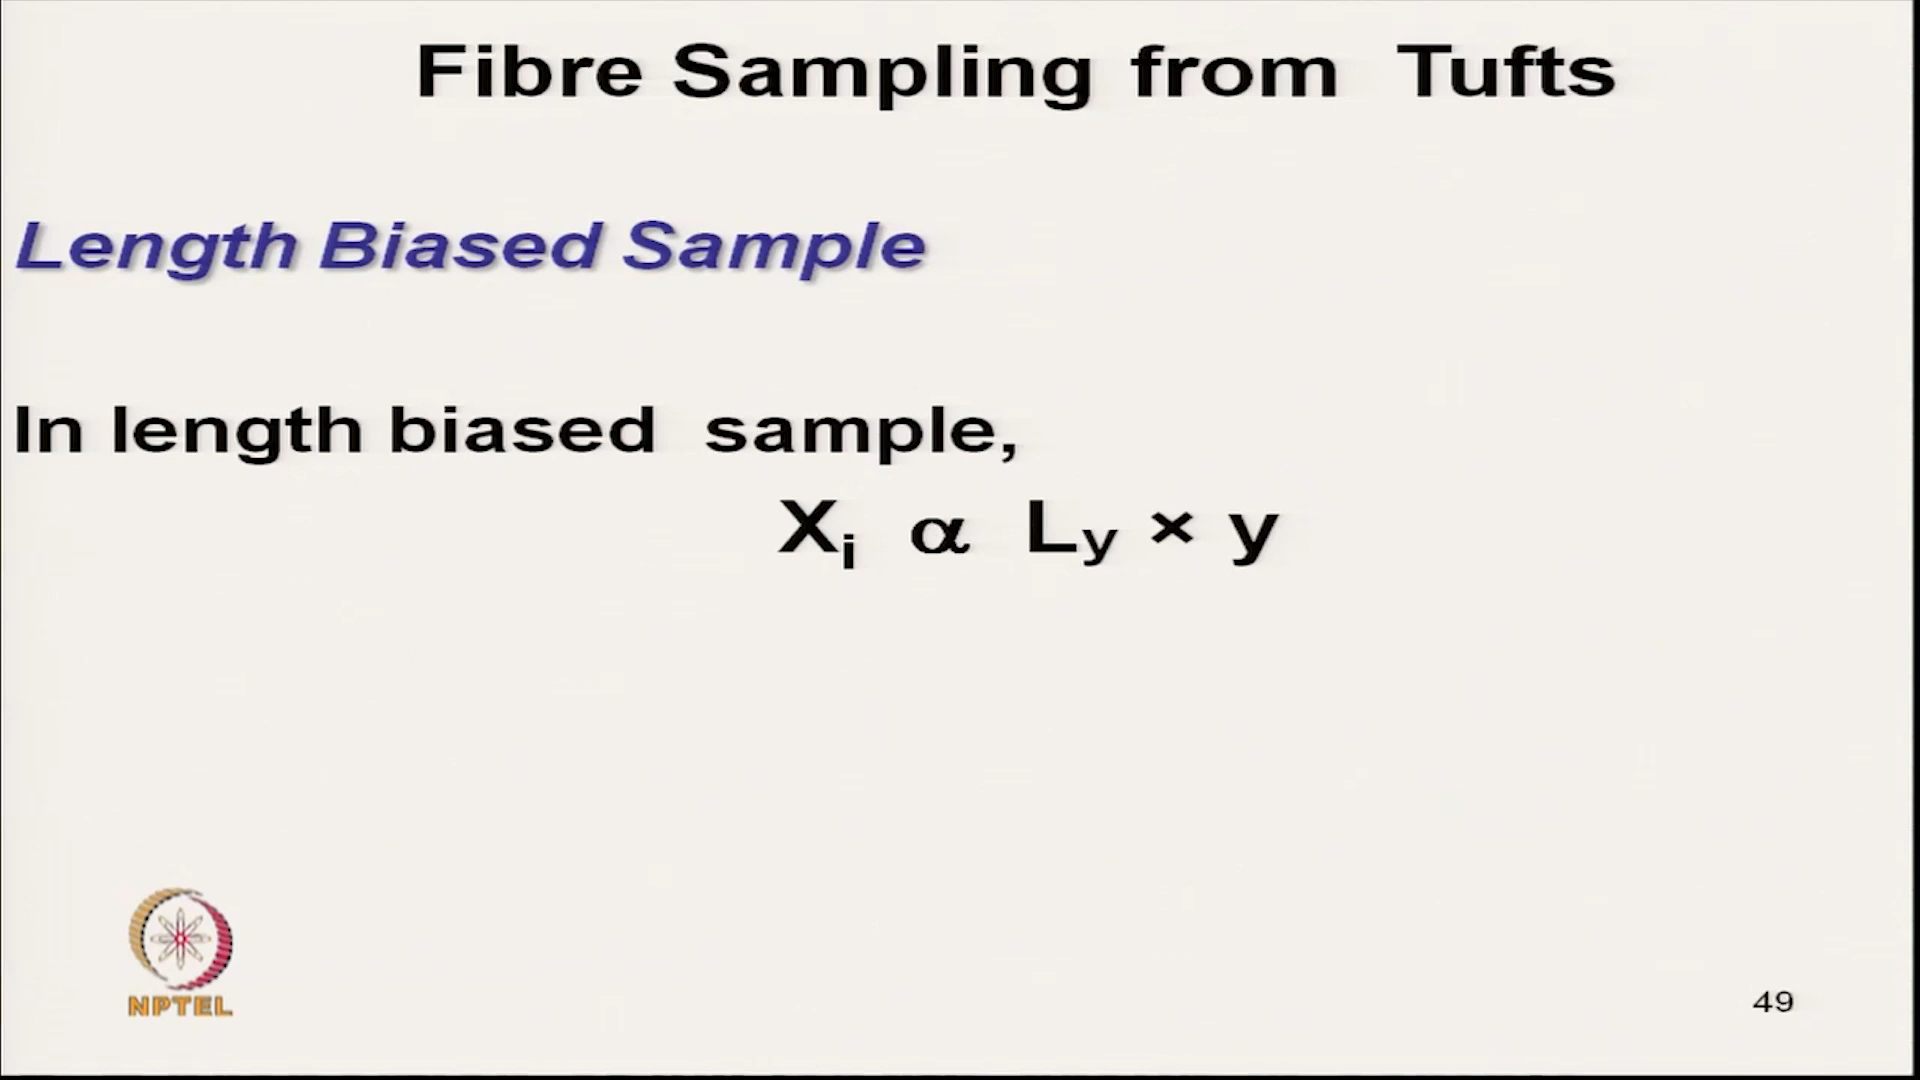 Fibre Sampling from Tufts
Length Biased Sample
In length biased sample,
Xᵢ α Ly × y
NPTEL
49